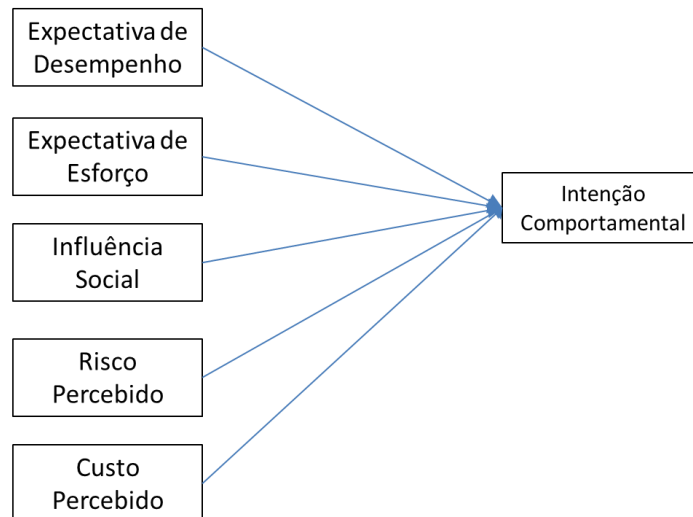 Expectativa de
Desempenho
Expectativa de
Esforço
Influência
Social
Risco
Percebido
Custo
Percebido
Intenção
Comportamental